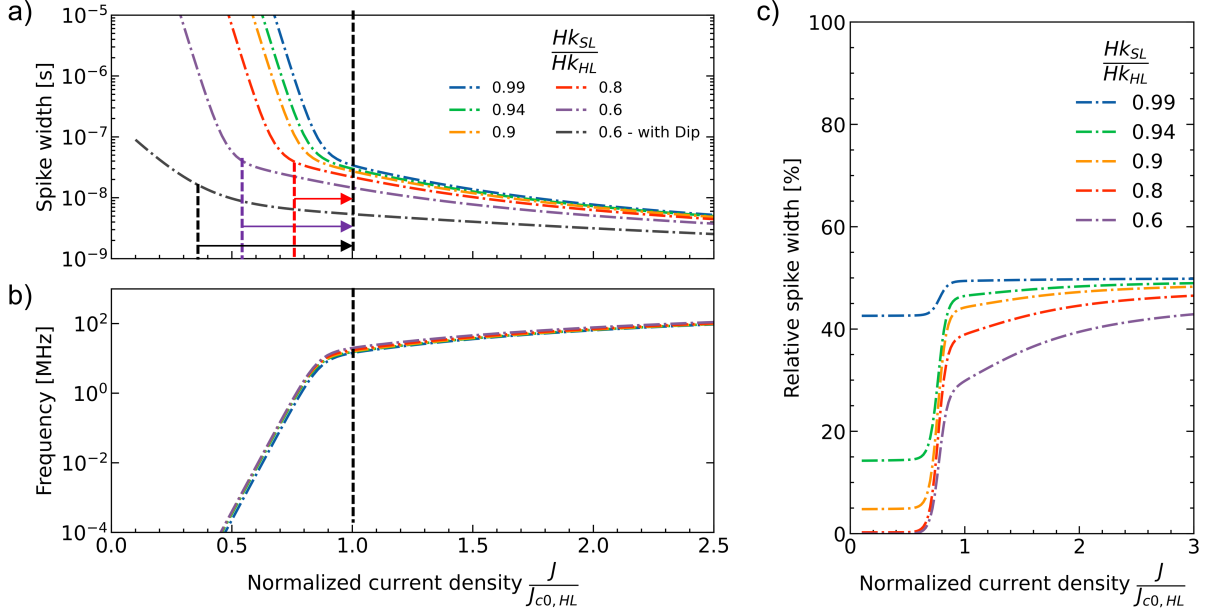 a)
Spike width [s]
10⁻⁵
10⁻⁶
10⁻⁷
10⁻⁸
10⁻⁹
Hk_SL
Hk_HL
0.99
0.94
0.9
0.8
0.6
0.6 - with Dip
b)
Frequency [MHz]
10²
10⁰
10⁻²
10⁻⁴
0.0
0.5
1.0
1.5
2.0
2.5
Normalized current density J
J_c0, HL
c)
Relative spike width [%]
100
80
60
40
20
0
Hk_SL
Hk_HL
0.99
0.94
0.9
0.8
0.6
0
1
2
3
Normalized current density J
J_c0, HL